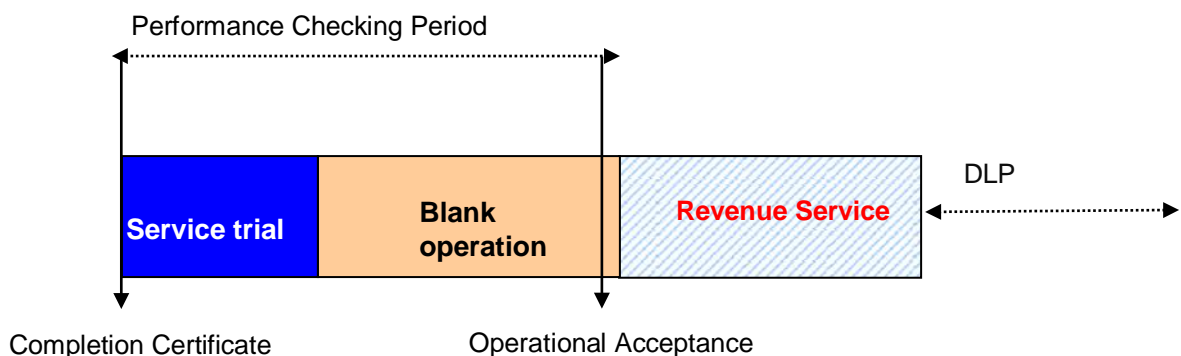 Performance Checking Period
DLP
Service trial
Blank
operation
Revenue Service
Completion Certificate
Operational Acceptance